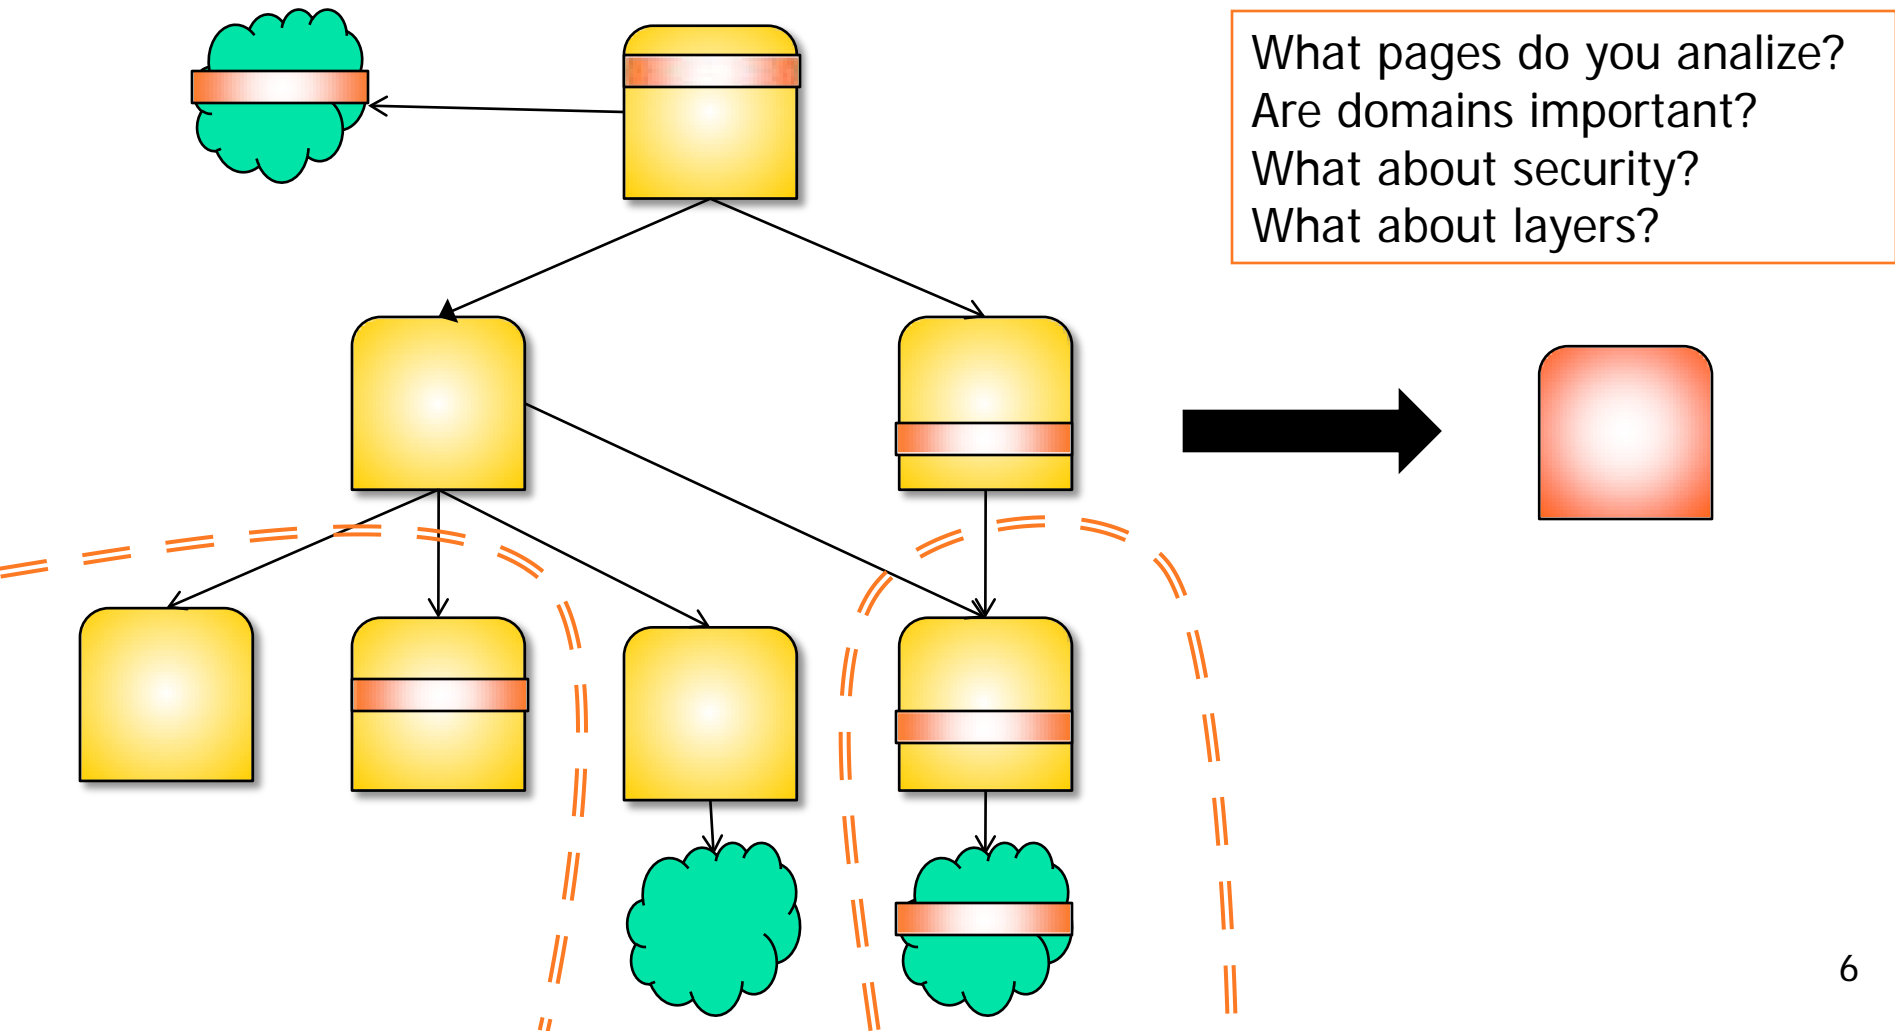 What pages do you analize?
Are domains important?
What about security?
What about layers?
6